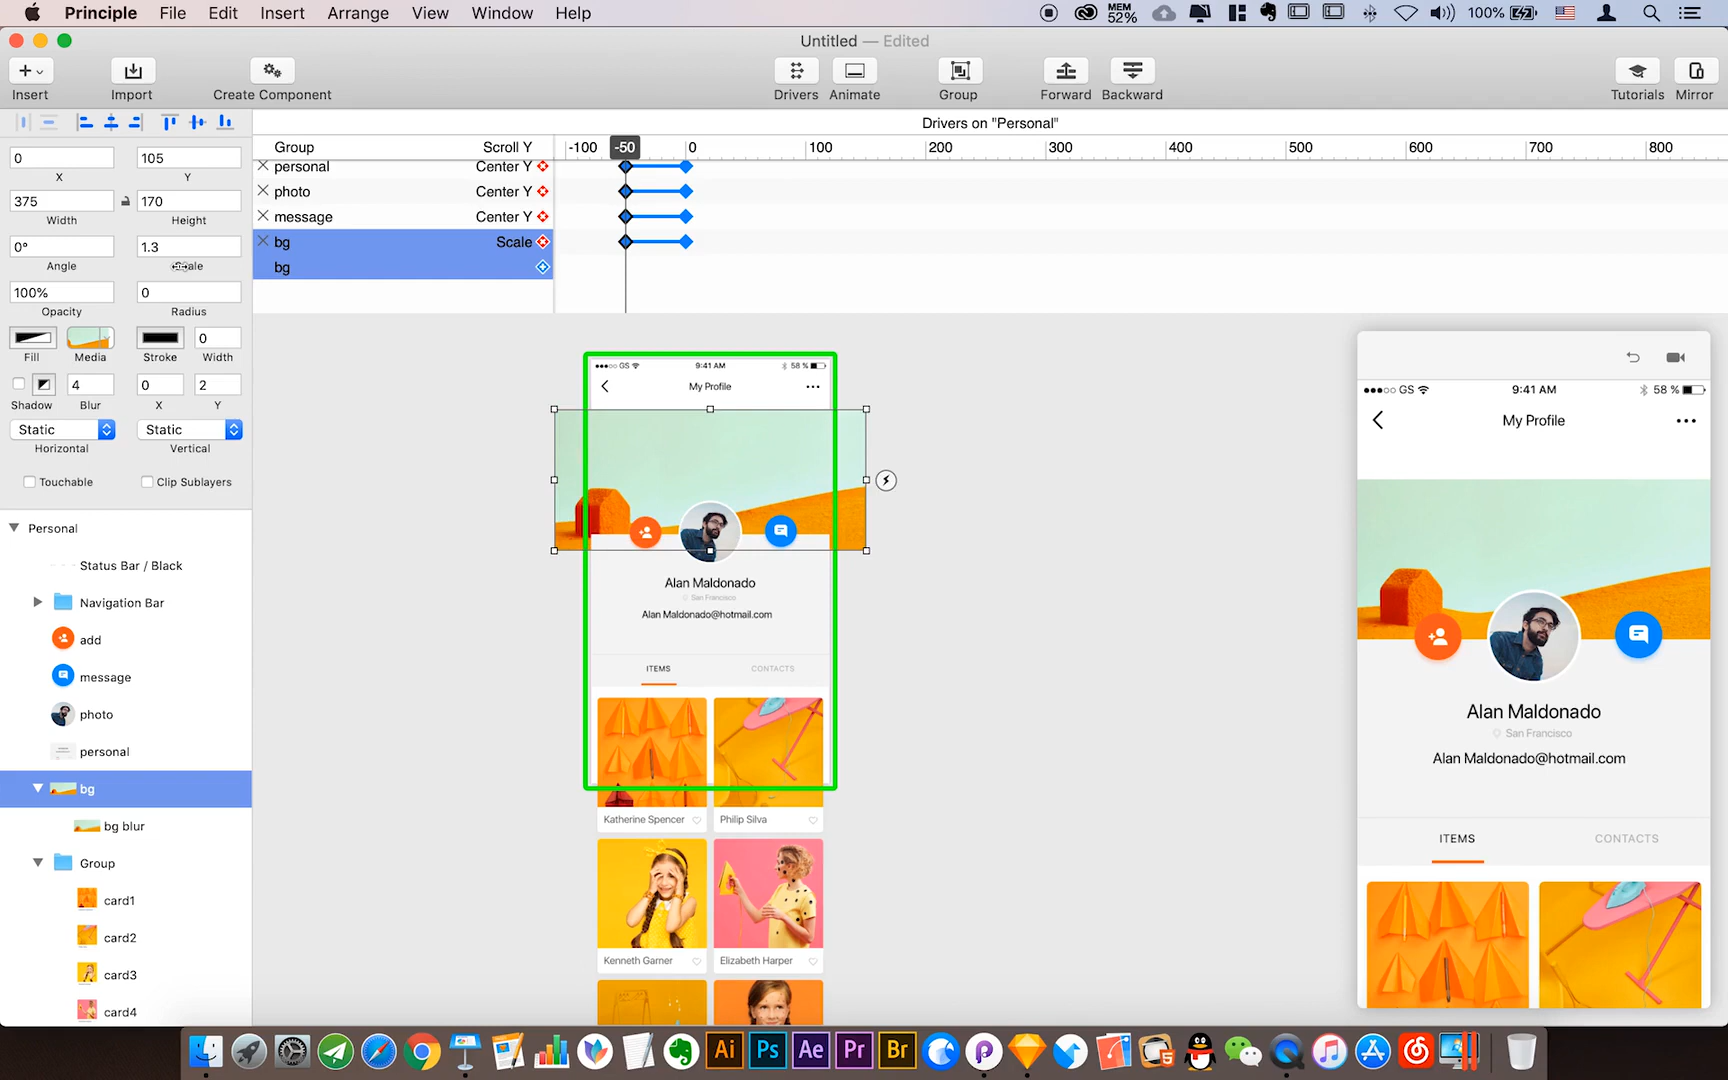 Principle File Edit Insert Arrange View Window Help
MEM
52%
100%
Untitled — Edited
Insert Import Create Component Drivers Animate Group Forward Backward Tutorials Mirror
Drivers on "Personal"
Group Scroll Y -100 -50 0 100 200 300 400 500 600 700 800
personal Center Y
photo Center Y
message Center Y
bg Scale
bg
0 105
X Y
375 170
Width Height
0° 1.3
Angle Scale
100% 0
Opacity Radius
0
Fill Media Stroke Width
4 0 2
Shadow Blur X Y
Static Static
Horizontal Vertical
Touchable Clip Sublayers
Personal
Status Bar / Black
Navigation Bar
add
message
photo
personal
bg
bg blur
Group
card1
card2
card3
card4
GS 9:41 AM 58 %
My Profile
Alan Maldonado
San Francisco
Alan Maldonado@hotmail.com
ITEMS CONTACTS
Katherine Spencer Philip Silva
Kenneth Garner Elizabeth Harper
GS 9:41 AM 58 %
My Profile
Alan Maldonado
San Francisco
Alan Maldonado@hotmail.com
ITEMS CONTACTS
Ai Ps Ae Pr Br
5